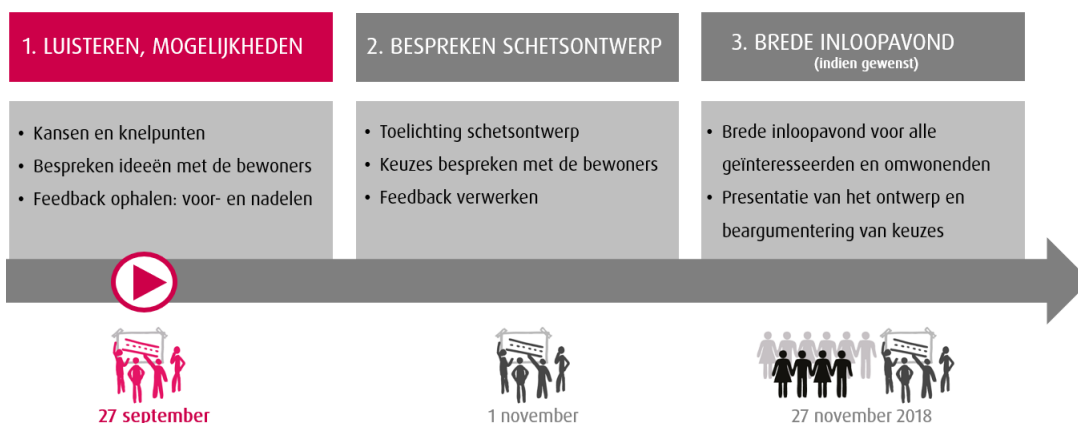 1. LUISTEREN, MOGELIJKHEDEN
• Kansen en knelpunten
• Bespreken ideeën met de bewoners
• Feedback ophalen: voor- en nadelen
27 september
2. BESPREKEN SCHETSONTWERP
• Toelichting schetsontwerp
• Keuzes bespreken met de bewoners
• Feedback verwerken
1 november
3. BREDE INLOOPAVOND
(indien gewenst)
• Brede inloopavond voor alle
geïnteresseerden en omwonenden
• Presentatie van het ontwerp en
beargumentering van keuzes
27 november 2018